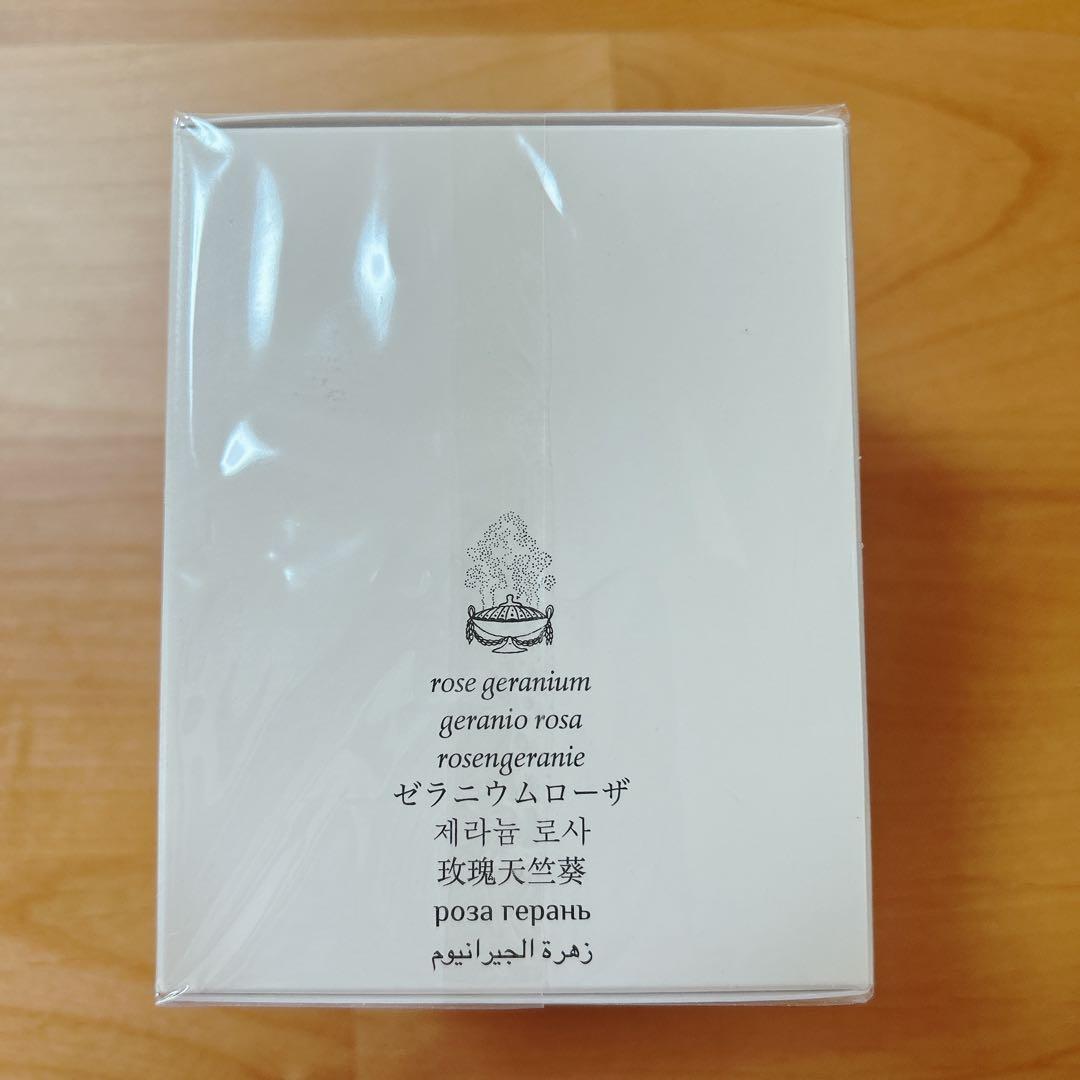 rose geranium
geranio rosa
rosengeranie
ゼラニウムローザ
제라늄 로사
玫瑰天竺葵
роза герань
زهرة الجيرانيوم